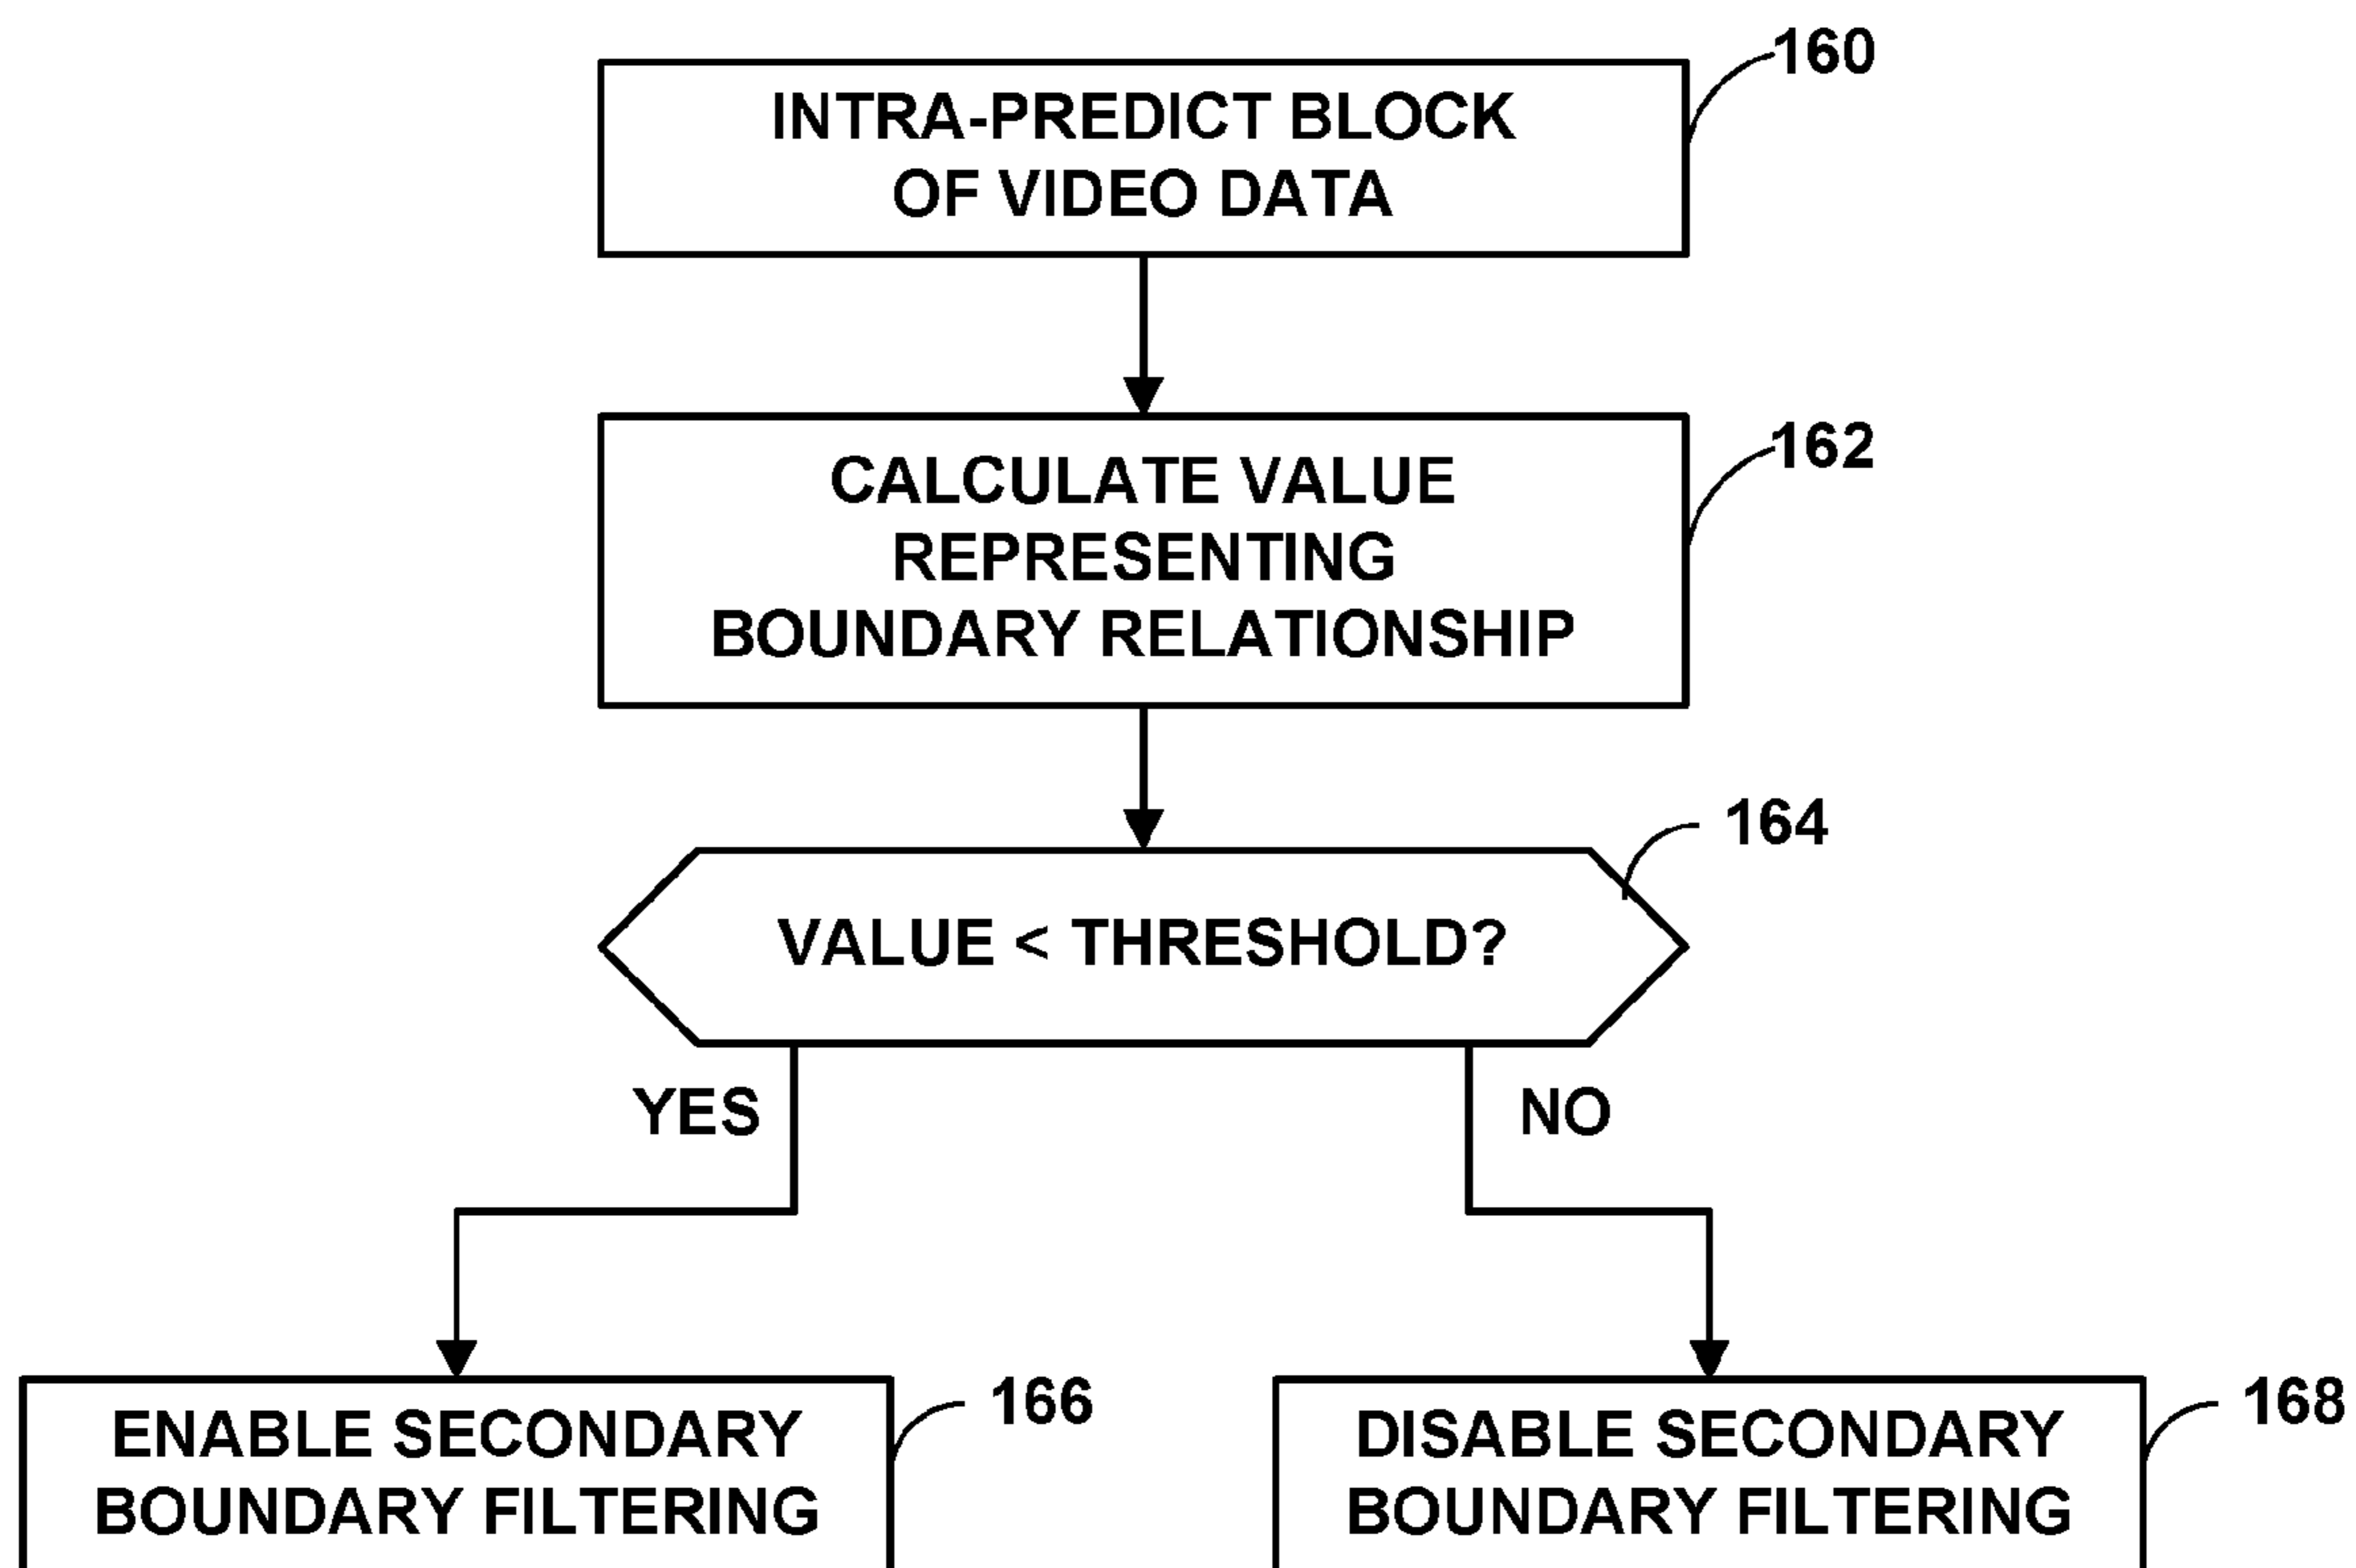 160
INTRA-PREDICT BLOCK
OF VIDEO DATA
162
CALCULATE VALUE
REPRESENTING
BOUNDARY RELATIONSHIP
164
VALUE < THRESHOLD?
YES
NO
166
ENABLE SECONDARY
BOUNDARY FILTERING
168
DISABLE SECONDARY
BOUNDARY FILTERING